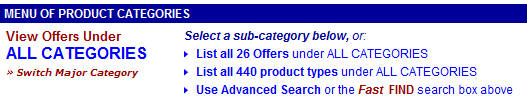 MENU OF PRODUCT CATEGORIES
View Offers Under
ALL CATEGORIES
» Switch Major Category
Select a sub-category below, or:
List all 26 Offers under ALL CATEGORIES
List all 440 product types under ALL CATEGORIES
Use Advanced Search or the Fast FIND search box above